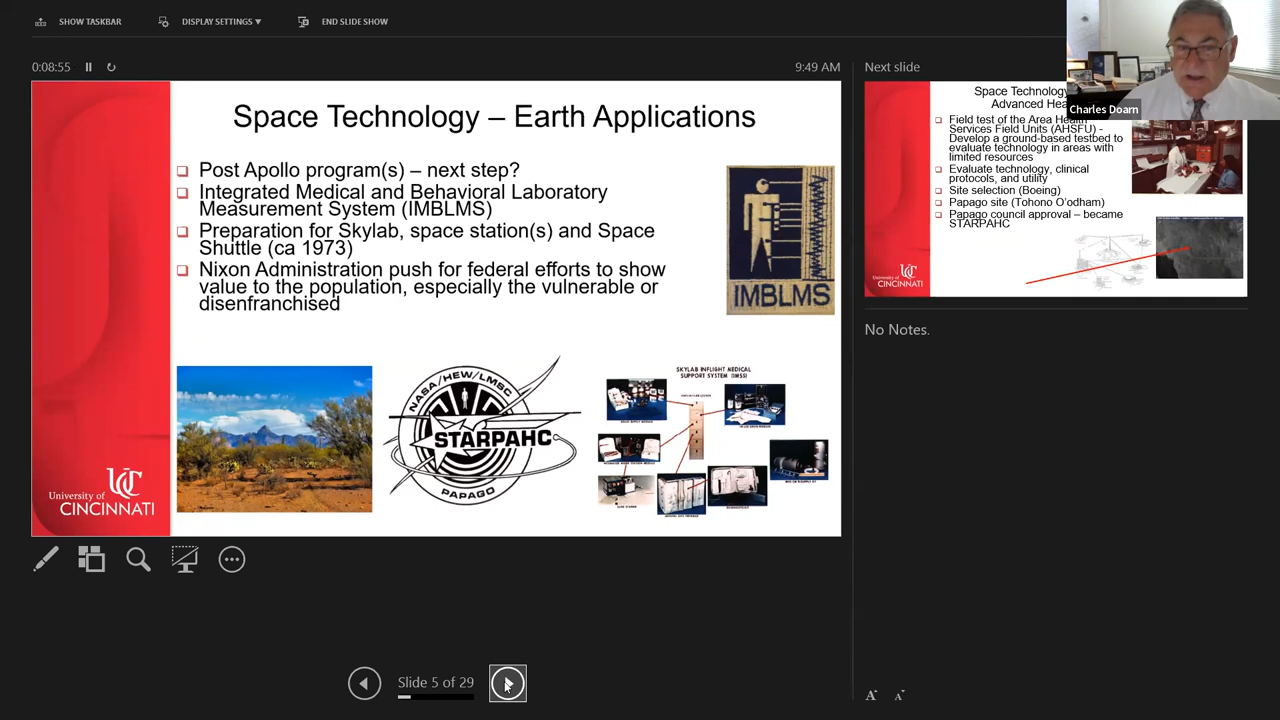 SHOW TASKBAR
DISPLAY SETTINGS
END SLIDE SHOW
0:08:55
9:49 AM
Next slide
Charles Doarn
Space Technology – Earth Applications
Post Apollo program(s) – next step?
Integrated Medical and Behavioral Laboratory
Measurement System (IMBLMS)
Preparation for Skylab, space station(s) and Space
Shuttle (ca 1973)
Nixon Administration push for federal efforts to show
value to the population, especially the vulnerable or
disenfranchised
IMBLMS
NASA/HEW/LMSC
STARPAHC
PAPAGO
SKYLAB INFLIGHT MEDICAL
SUPPORT SYSTEM (IMSS)
University of
CINCINNATI
Space Technology
Advanced
Field test of the Area Health
Services Field Units (AHSFU) -
Develop a ground-based testbed to
evaluate technology in areas with
limited resources
Evaluate technology, clinical
protocols, and utility
Site selection (Boeing)
Papago site (Tohono O'odham)
Papago council approval – became
STARPAHC
University of
CINCINNATI
No Notes.
Slide 5 of 29
A
A